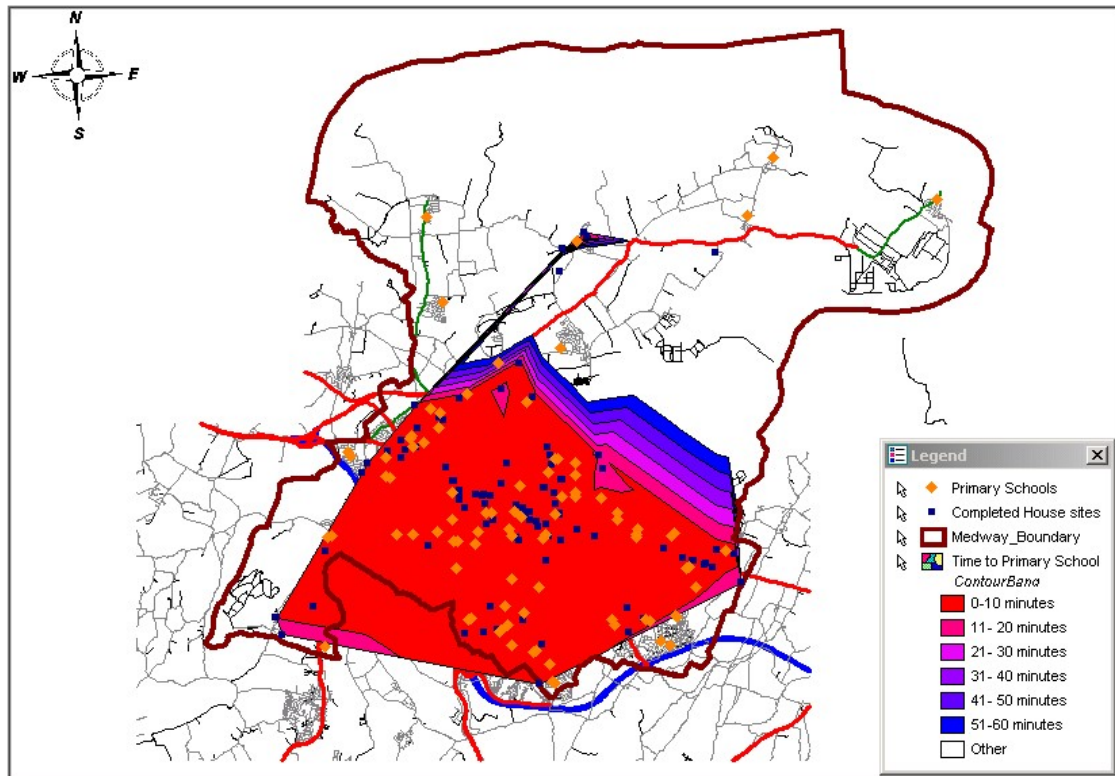 N
W E
S
Legend
Primary Schools
Completed House sites
Medway_Boundary
Time to Primary School
ContourBand
0-10 minutes
11- 20 minutes
21- 30 minutes
31- 40 minutes
41- 50 minutes
51-60 minutes
Other